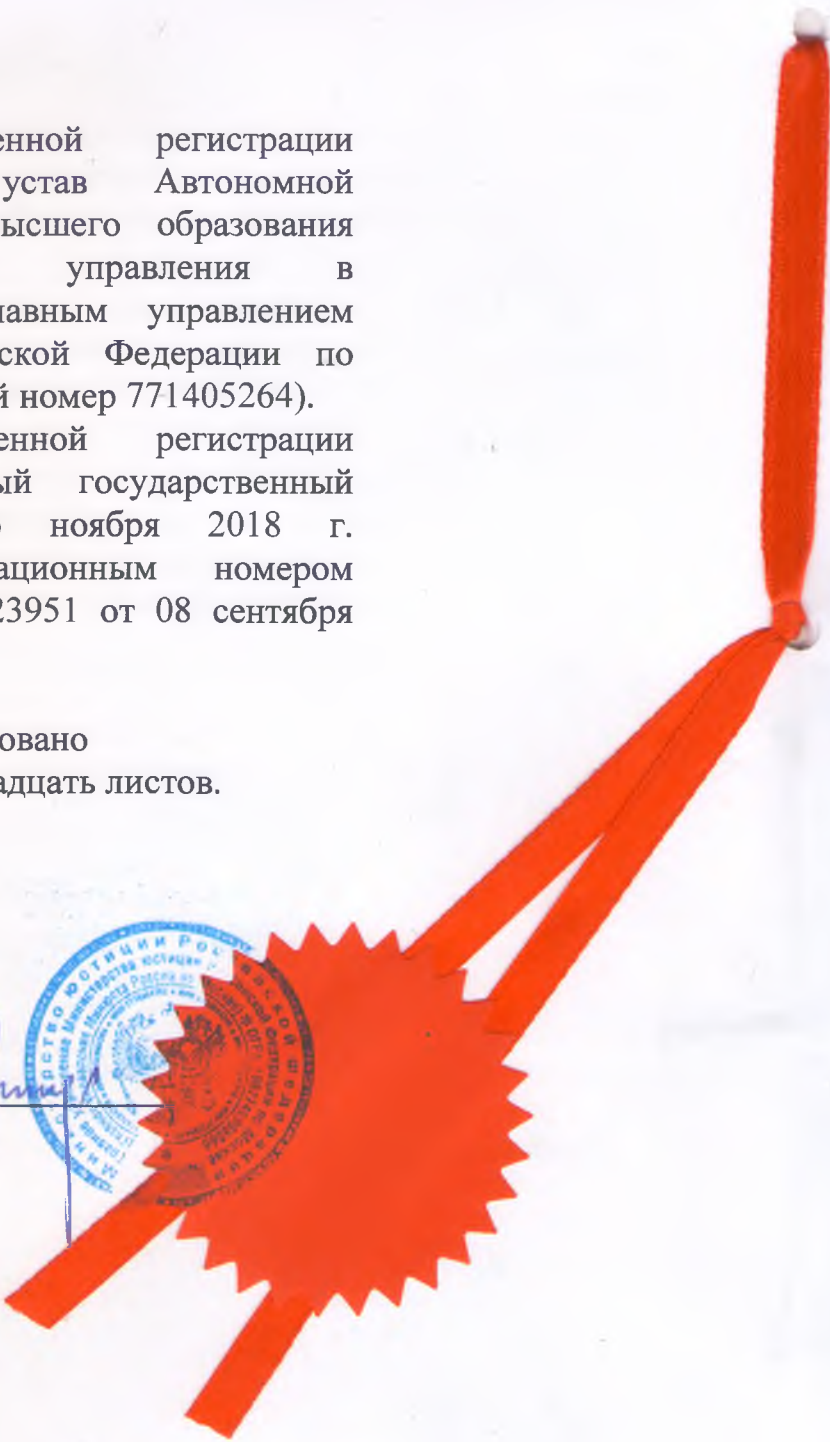 енной регистрации
устав Автономной
ысшего образования
управления в
лавным управлением
ской Федерации по
й номер 771405264).
енной регистрации
ый государственный
ноября 2018 г.
ационным номером
23951 от 08 сентября
овано
адцать листов.